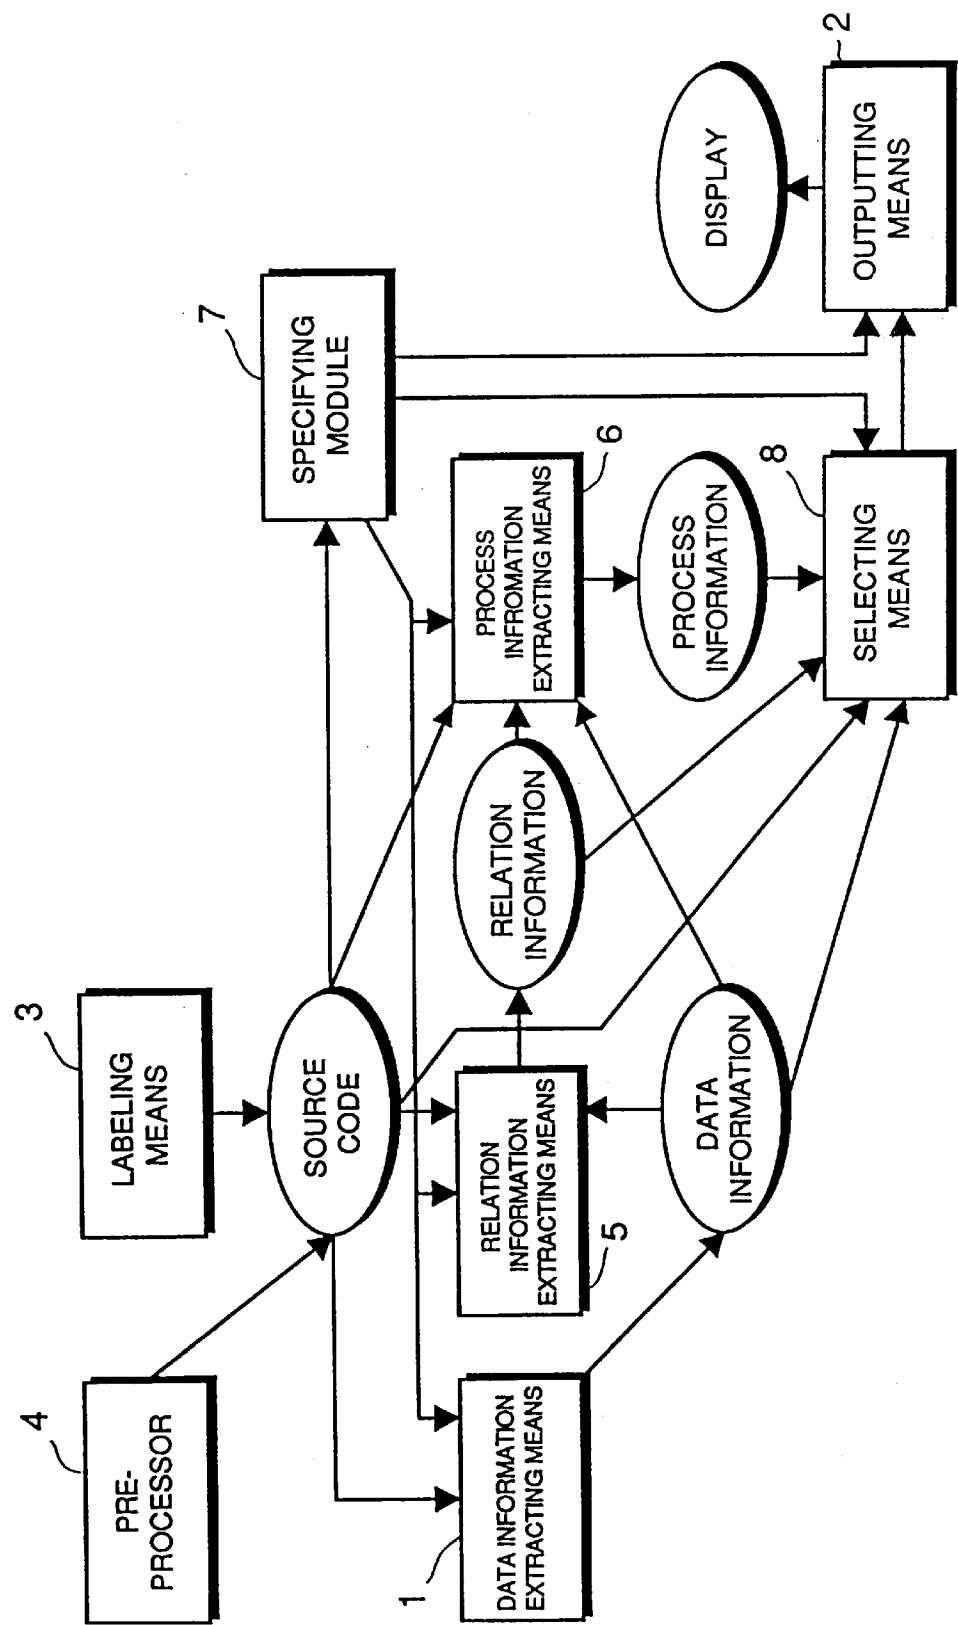 4
PRE-
PROCESSOR
3
LABELING
MEANS
7
SPECIFYING
MODULE
SOURCE
CODE
1
DATA INFORMATION
EXTRACTING MEANS
5
RELATION
INFORMATION
EXTRACTING MEANS
RELATION
INFORMATION
6
PROCESS
INFROMATION
EXTRACTING MEANS
DATA
INFORMATION
PROCESS
INFORMATION
DISPLAY
8
SELECTING
MEANS
2
OUTPUTTING
MEANS